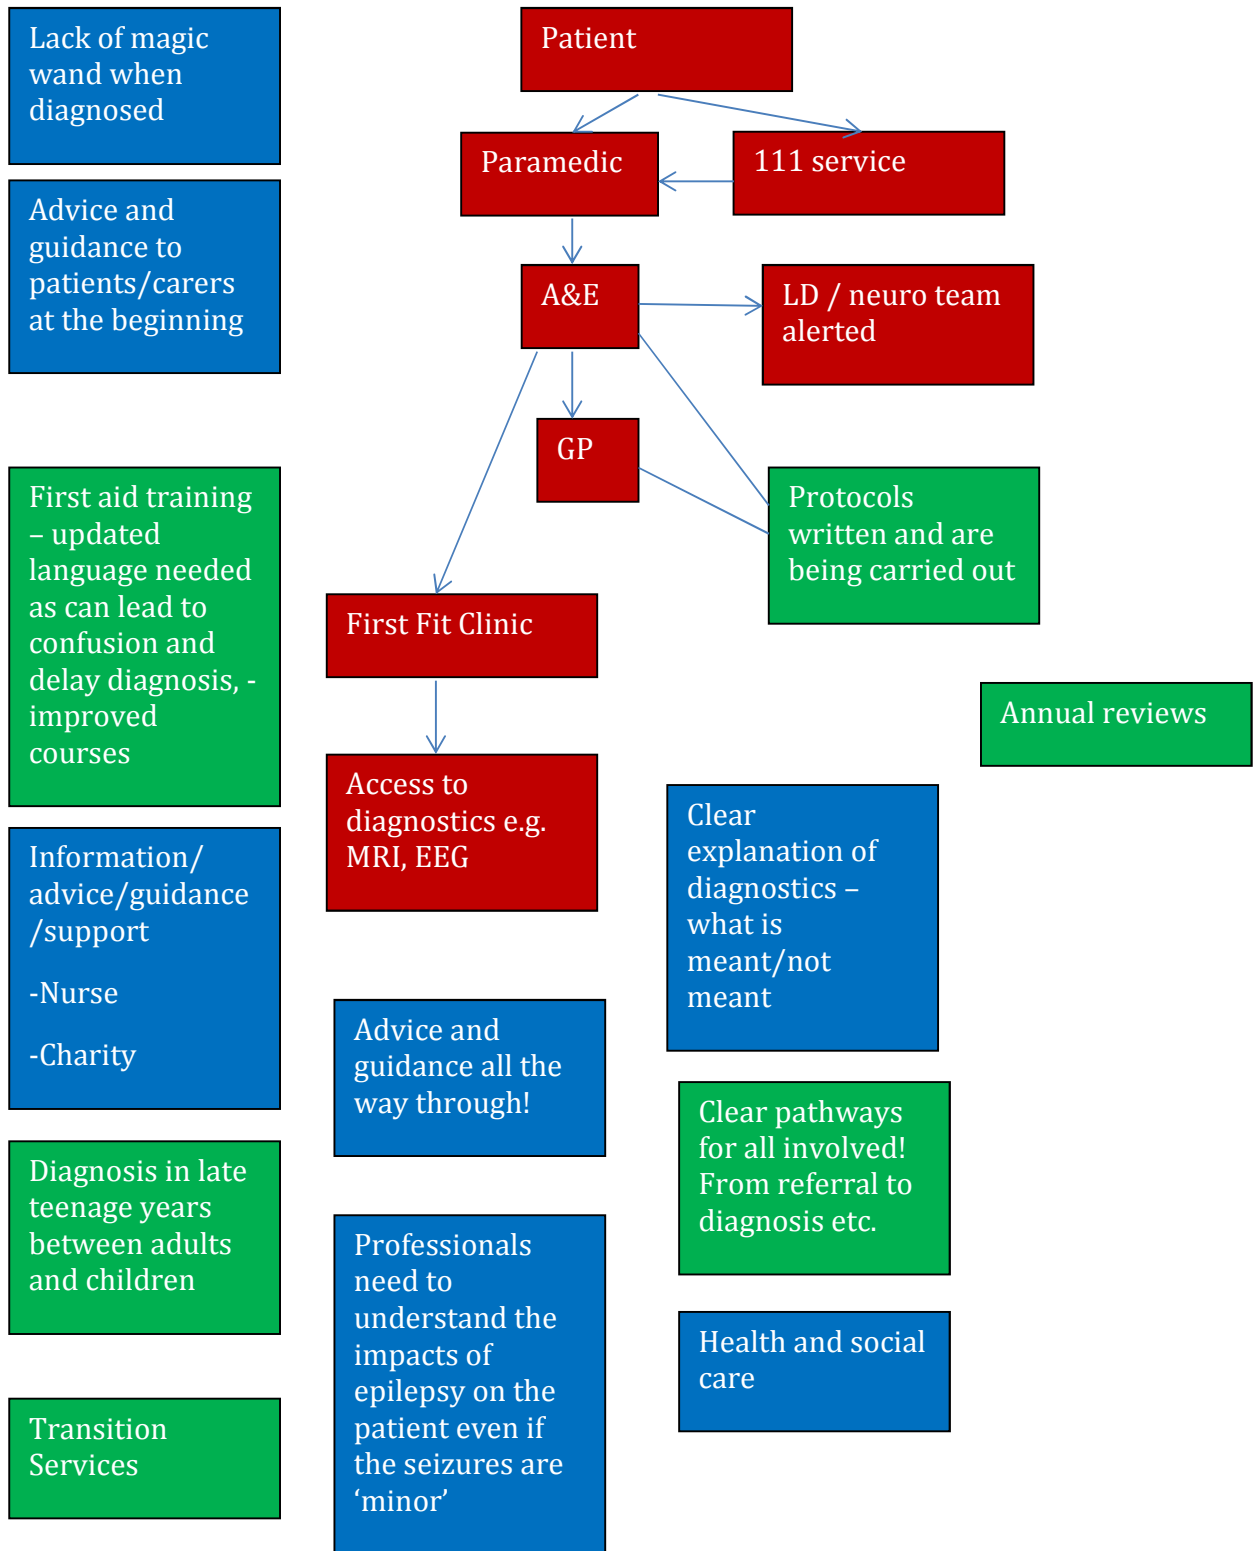 Lack of magic
wand when
diagnosed
Patient
Paramedic
111 service
Advice and
guidance to
patients/carers
at the beginning
A&E
LD / neuro team
alerted
GP
First aid training
– updated
language needed
as can lead to
confusion and
delay diagnosis, -
improved
courses
Protocols
written and are
being carried out
First Fit Clinic
Annual reviews
Access to
diagnostics e.g.
MRI, EEG
Clear
explanation of
diagnostics –
what is
meant/not
meant
Information/
advice/guidance
/support
-Nurse
-Charity
Advice and
guidance all the
way through!
Clear pathways
for all involved!
From referral to
diagnosis etc.
Diagnosis in late
teenage years
between adults
and children
Professionals
need to
understand the
impacts of
epilepsy on the
patient even if
the seizures are
‘minor’
Health and social
care
Transition
Services